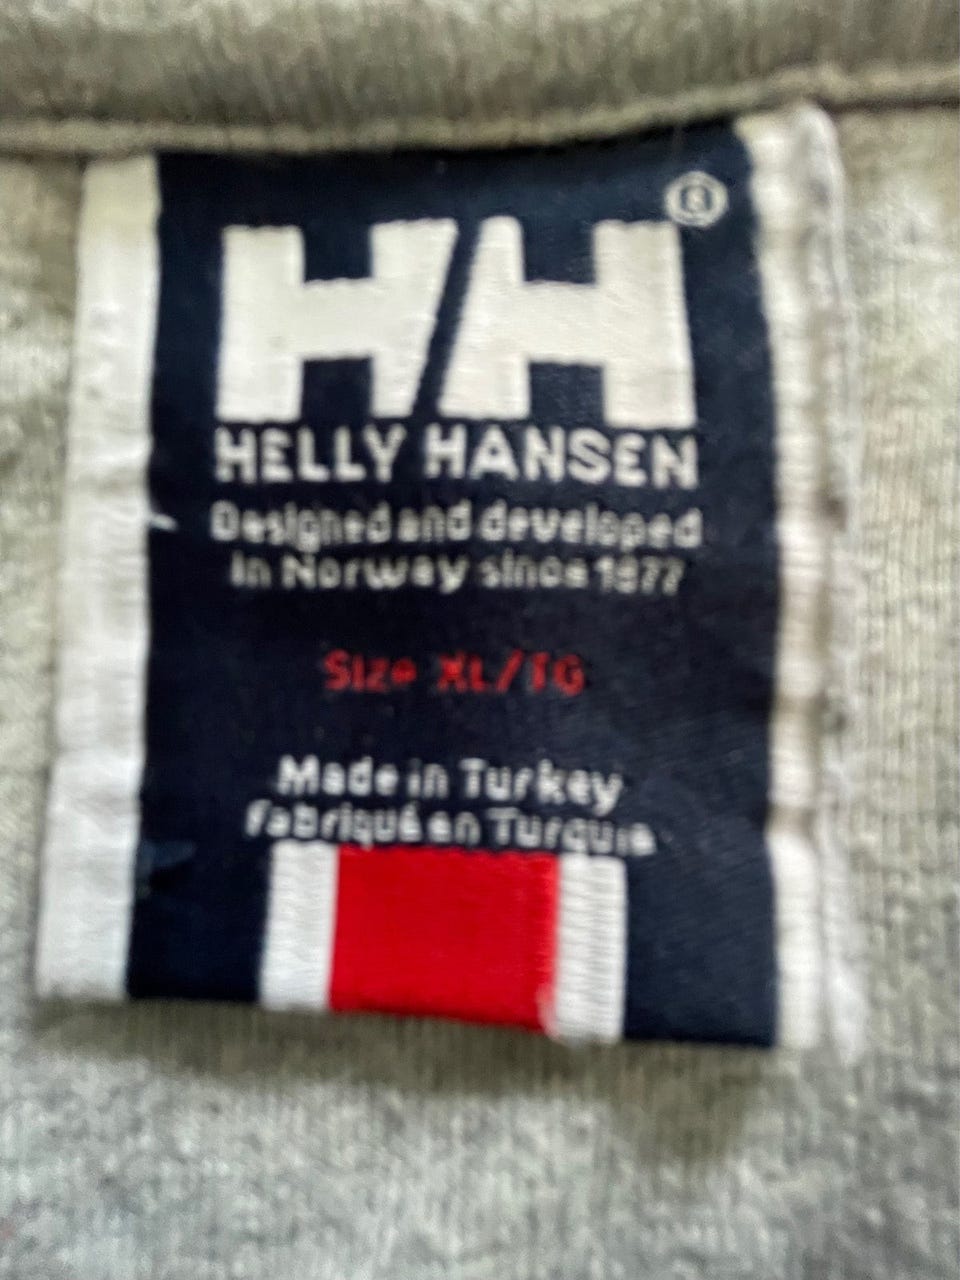 HH®
HELLY HANSEN
Designed and developed
in Norway since 1877
Size XL/TG
Made in Turkey
Fabriqué en Turquie